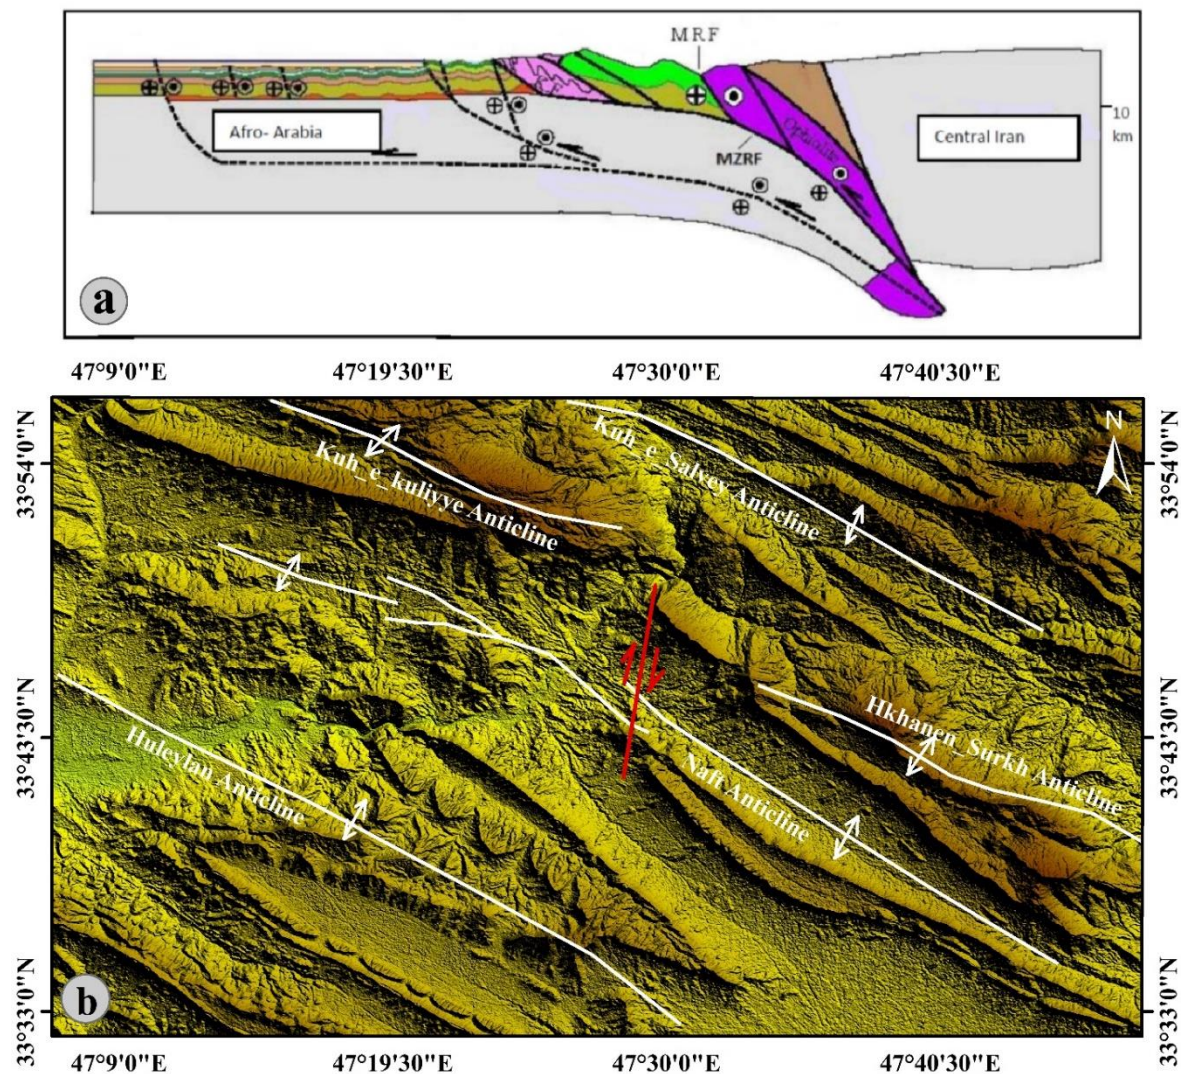 MRF
10
km
Afro- Arabia
Central Iran
MZRF
Ophiolite
a
47°9'0"E 47°19'30"E 47°30'0"E 47°40'30"E
33°54'0"N
33°43'30"N
33°33'0"N
N
33°54'0"N
33°43'30"N
33°33'0"N
Kuh_e_kuliyye Anticline
Kuh_e_Salvey Anticline
Hkhanen_Surkh Anticline
Huleylan Anticline
Naft Anticline
b
47°9'0"E 47°19'30"E 47°30'0"E 47°40'30"E